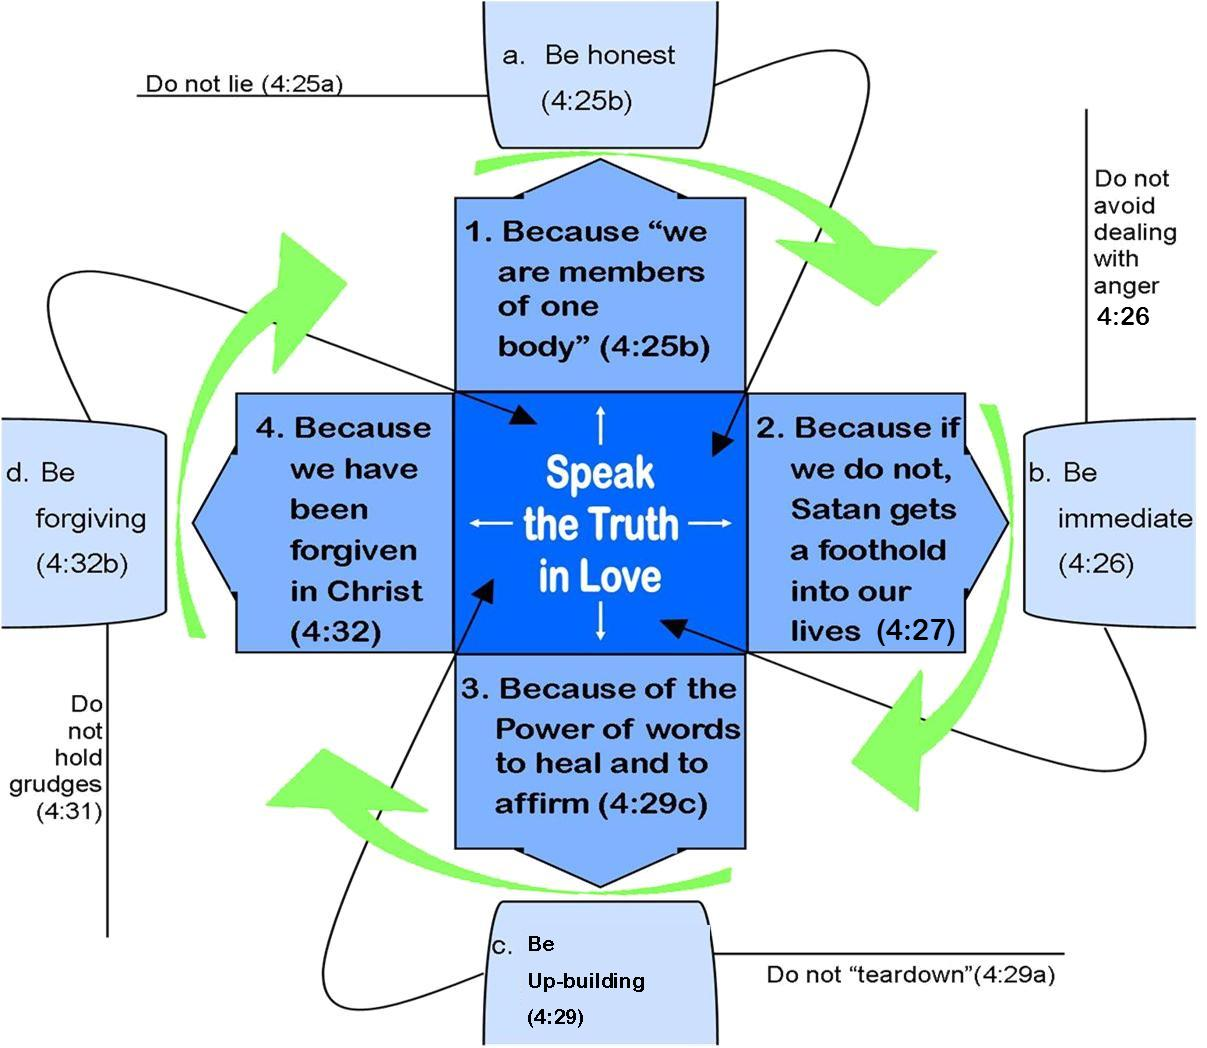 a. Be honest
(4:25b)
Do not lie (4:25a)
1. Because “we
are members
of one
body” (4:25b)
Do not
avoid
dealing
with
anger
4:26
4. Because
we have
been
forgiven
in Christ
(4:32)
Speak
the Truth
in Love
2. Because if
we do not,
Satan gets
a foothold
into our
lives (4:27)
d. Be
forgiving
(4:32b)
b. Be
immediate
(4:26)
3. Because of the
Power of words
to heal and to
affirm (4:29c)
Do
not
hold
grudges
(4:31)
c. Be
Up-building
(4:29)
Do not “teardown”(4:29a)